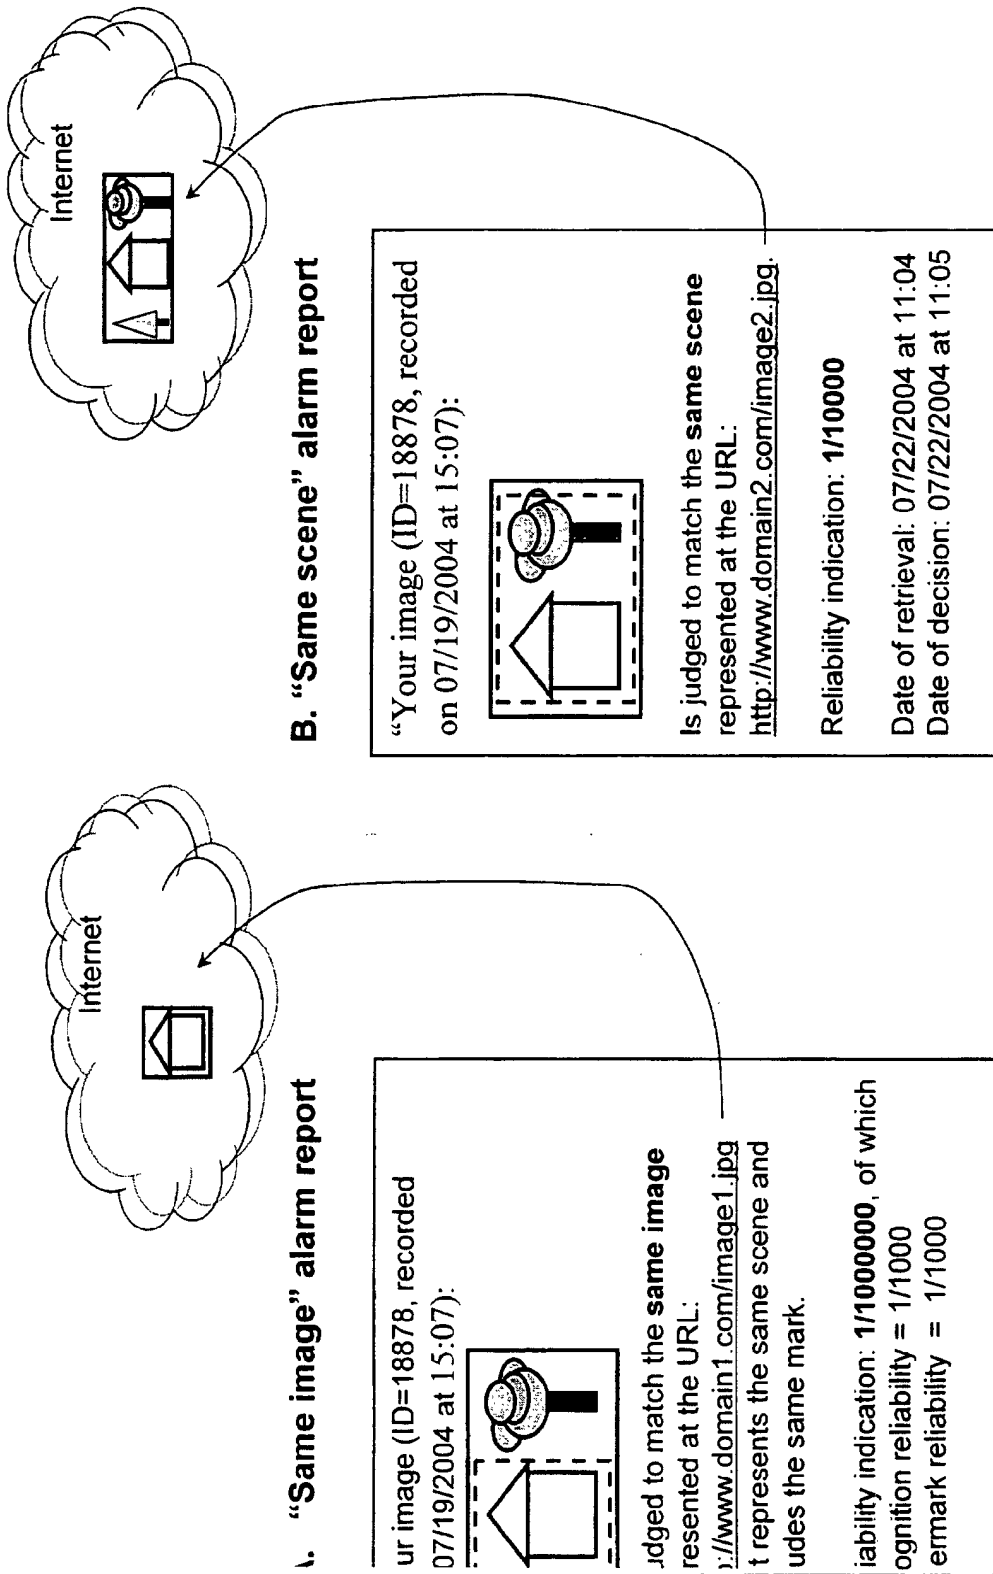 Internet
A. “Same image” alarm report
ur image (ID=18878, recorded
07/19/2004 at 15:07):
udged to match the same image
resented at the URL:
://www.domain1.com/image1.jpg
t represents the same scene and
udes the same mark.
iability indication: 1/1000000, of which
ognition reliability = 1/1000
ermark reliability = 1/1000
Internet
B. “Same scene” alarm report
“Your image (ID=18878, recorded
on 07/19/2004 at 15:07):
Is judged to match the same scene
represented at the URL:
http://www.domain2.com/image2.jpg.
Reliability indication: 1/10000
Date of retrieval: 07/22/2004 at 11:04
Date of decision: 07/22/2004 at 11:05